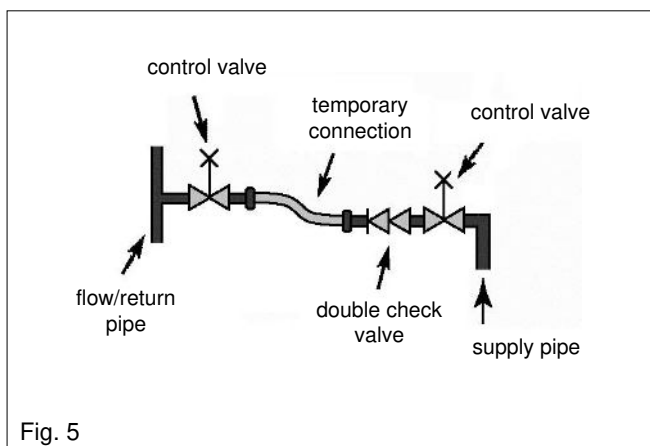 control valve
temporary
connection
control valve
flow/return
pipe
double check
valve
supply pipe
Fig. 5